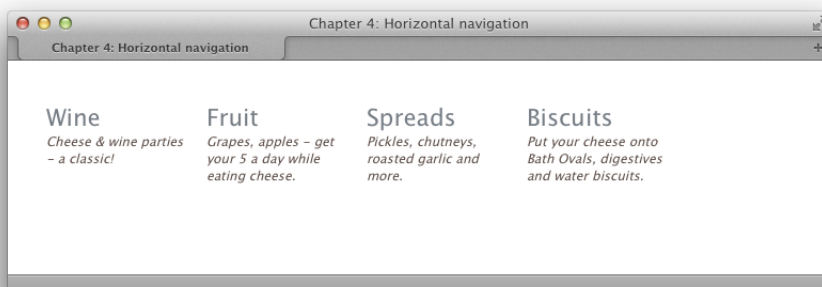 Chapter 4: Horizontal navigation
Chapter 4: Horizontal navigation
Wine
Cheese & wine parties
– a classic!
Fruit
Grapes, apples – get
your 5 a day while
eating cheese.
Spreads
Pickles, chutneys,
roasted garlic and
more.
Biscuits
Put your cheese onto
Bath Ovals, digestives
and water biscuits.